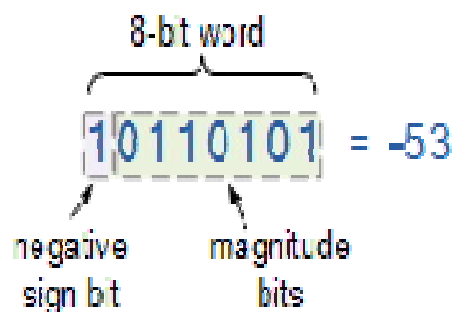 8-bit word
10110101 = -53
negative
sign bit
magnitude
bits